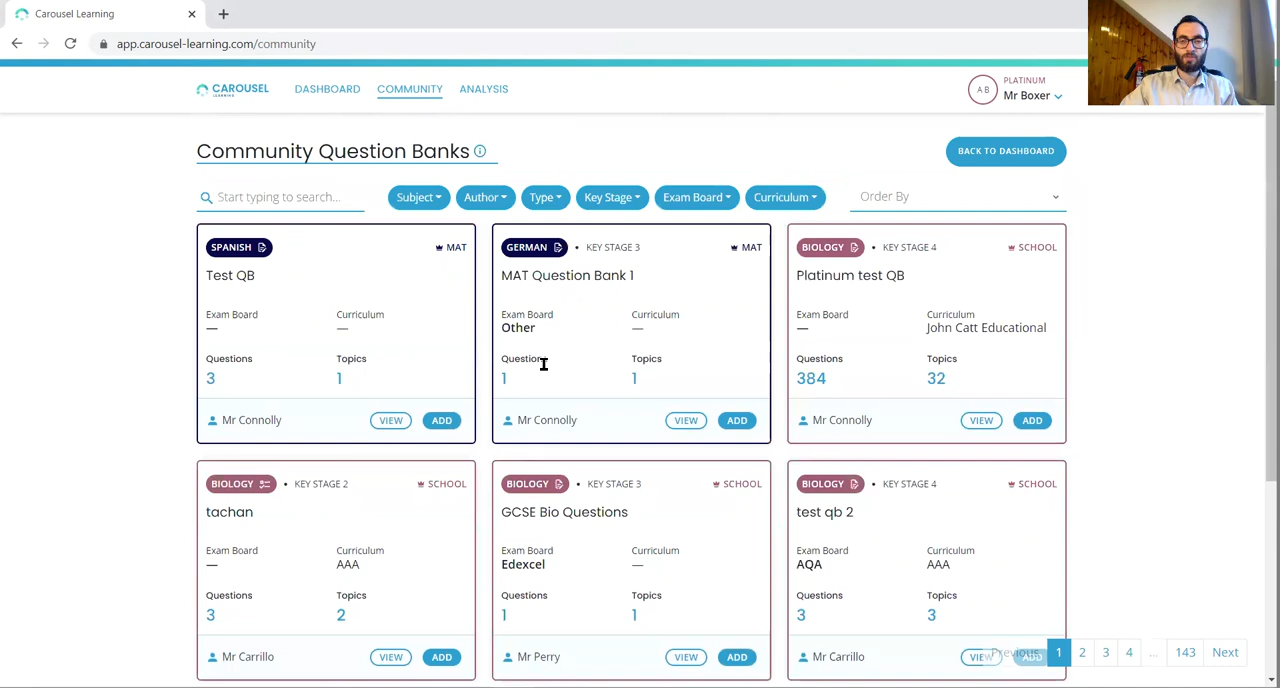 Carousel Learning
app.carousel-learning.com/community
CAROUSEL
LEARNING
DASHBOARD COMMUNITY ANALYSIS
A B
PLATINUM
Mr Boxer
Community Question Banks
BACK TO DASHBOARD
Start typing to search...
Subject Author Type Key Stage Exam Board Curriculum
Order By
SPANISH MAT
Test QB
Exam Board Curriculum
— —
Questions Topics
3 1
Mr Connolly VIEW ADD
GERMAN • KEY STAGE 3 MAT
MAT Question Bank 1
Exam Board Curriculum
Other —
Questions Topics
1 1
Mr Connolly VIEW ADD
BIOLOGY • KEY STAGE 4 SCHOOL
Platinum test QB
Exam Board Curriculum
— John Catt Educational
Questions Topics
384 32
Mr Connolly VIEW ADD
BIOLOGY • KEY STAGE 2 SCHOOL
tachan
Exam Board Curriculum
— AAA
Questions Topics
3 2
Mr Carrillo VIEW ADD
BIOLOGY • KEY STAGE 3 SCHOOL
GCSE Bio Questions
Exam Board Curriculum
Edexcel —
Questions Topics
1 1
Mr Perry VIEW ADD
BIOLOGY • KEY STAGE 4 SCHOOL
test qb 2
Exam Board Curriculum
AQA AAA
Questions Topics
3 3
Mr Carrillo VIEW ADD
Previous 1 2 3 4 ... 143 Next